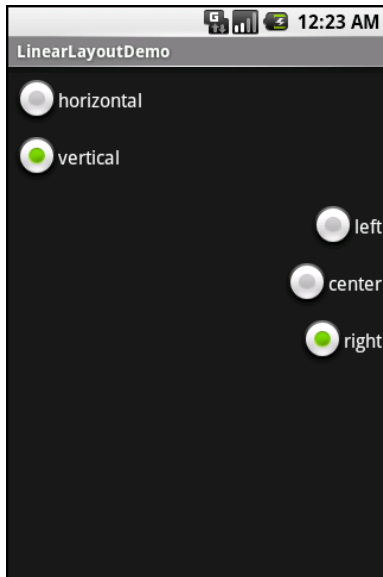 G 12:23 AM
LinearLayoutDemo
horizontal
vertical
left
center
right